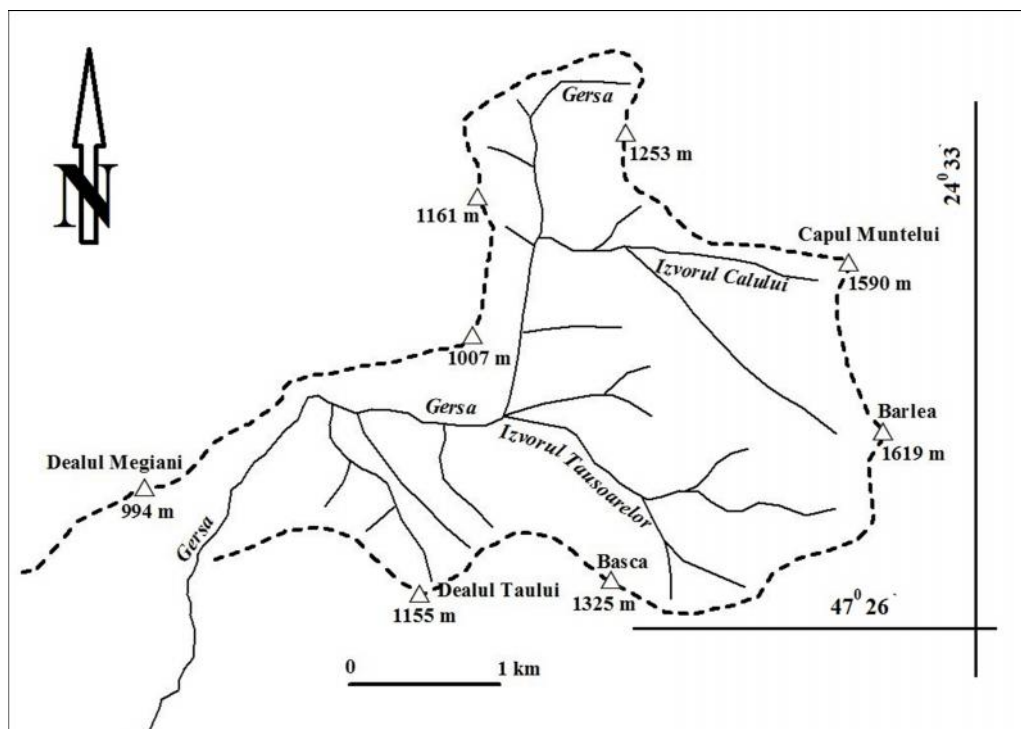 N
Gersa
1253 m
24⁰ 33'
1161 m
Capul Muntelui
Izvorul Calului
1590 m
1007 m
Gersa
Izvorul Tausoarelor
Barlea
1619 m
Dealul Megiani
994 m
Gersa
Basca
Dealul Taului
1325 m
1155 m
47⁰ 26'
0 1 km